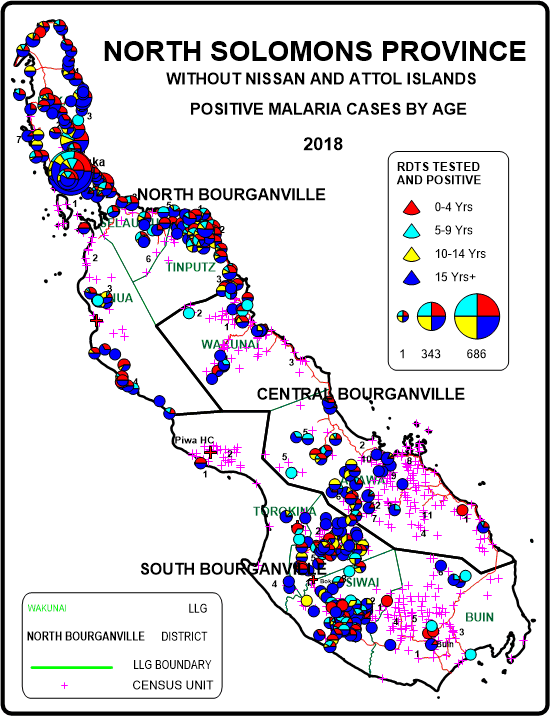 NORTH SOLOMONS PROVINCE
WITHOUT NISSAN AND ATTOL ISLANDS
POSITIVE MALARIA CASES BY AGE
2018
RDTS TESTED
AND POSITIVE
0-4 Yrs
5-9 Yrs
10-14 Yrs
15 Yrs+
1 343 686
NORTH BOURGANVILLE
TINPUTZ
WAKUNAI
CENTRAL BOURGANVILLE
Piwa HC
TOROKINA
SOUTH BOURGANVILLE
SIWAI
BUIN
Buin
WAKUNAI LLG
NORTH BOURGANVILLE DISTRICT
LLG BOUNDARY
CENSUS UNIT